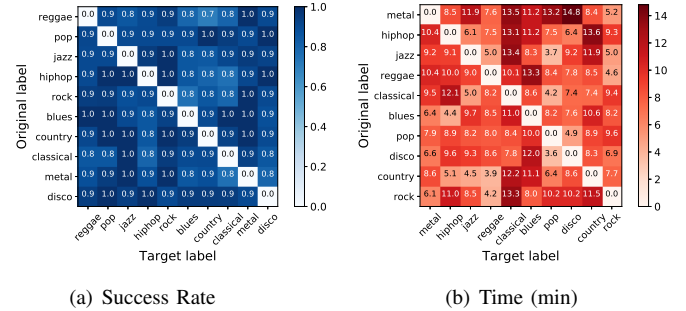 Original label
reggae 0.0 0.9 0.8 0.9 0.9 0.8 0.7 0.8 1.0 0.9
pop 0.9 0.0 0.9 0.9 0.9 0.9 1.0 0.9 1.0 0.9
jazz 0.9 0.9 0.0 0.9 0.9 0.9 0.9 0.9 0.9 0.9
hiphop 0.9 1.0 1.0 0.0 1.0 0.8 0.8 0.8 1.0 0.9
rock 0.9 0.9 0.9 0.9 0.0 0.8 0.8 0.8 1.0 0.9
blues 0.9 1.0 1.0 0.8 0.9 0.0 0.9 1.0 1.0 1.0
country 0.9 1.0 1.0 0.8 0.9 0.9 0.0 0.9 0.9 0.9
classical 0.8 0.8 1.0 0.8 0.9 0.9 0.9 0.0 0.9 0.8
metal 0.9 1.0 1.0 0.9 1.0 0.9 0.8 0.8 0.0 0.8
disco 0.9 1.0 0.9 1.0 0.9 0.9 0.9 0.9 0.9 0.0
reggae pop jazz hiphop rock blues country classical metal disco
Target label
1.0
0.8
0.6
0.4
0.2
0.0
(a) Success Rate
Original label
metal 0.0 8.5 11.9 7.6 13.5 11.2 13.2 14.8 8.4 5.2
hiphop 10.4 0.0 6.1 7.5 13.1 11.2 7.5 6.4 13.6 9.3
jazz 9.2 9.1 0.0 5.0 13.4 8.3 3.7 9.2 10.0 5.0
reggae 10.4 10.0 9.0 0.0 10.1 13.3 8.4 7.8 8.5 4.6
classical 9.5 12.1 5.0 8.2 0.0 8.6 4.2 7.4 7.4 9.4
blues 6.4 4.4 9.7 8.5 11.0 0.0 8.2 7.6 10.6 8.2
pop 7.9 9.2 7.6 6.9 8.4 10.0 0.0 4.9 8.9 9.6
disco 6.6 9.6 9.3 8.6 7.8 12.0 3.6 0.0 8.3 6.9
country 8.6 5.1 4.5 3.9 12.2 11.1 6.4 8.6 0.0 7.7
rock 6.1 11.0 8.5 4.2 13.3 8.0 10.2 10.2 11.5 0.0
metal hiphop jazz reggae classical blues pop disco country rock
Target label
14
12
10
8
6
4
2
0
(b) Time (min)